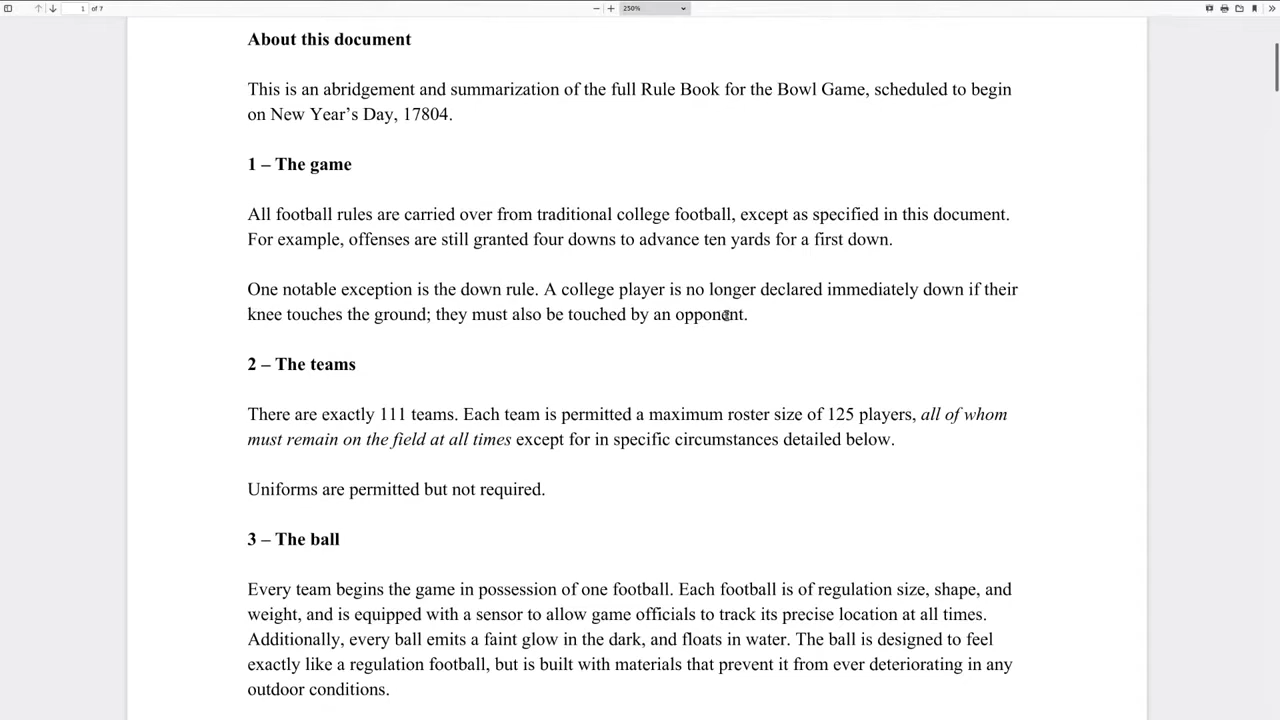 1 of 7
250%
About this document
This is an abridgement and summarization of the full Rule Book for the Bowl Game, scheduled to begin
on New Year’s Day, 17804.
1 – The game
All football rules are carried over from traditional college football, except as specified in this document.
For example, offenses are still granted four downs to advance ten yards for a first down.
One notable exception is the down rule. A college player is no longer declared immediately down if their
knee touches the ground; they must also be touched by an opponent.
2 – The teams
There are exactly 111 teams. Each team is permitted a maximum roster size of 125 players, all of whom
must remain on the field at all times except for in specific circumstances detailed below.
Uniforms are permitted but not required.
3 – The ball
Every team begins the game in possession of one football. Each football is of regulation size, shape, and
weight, and is equipped with a sensor to allow game officials to track its precise location at all times.
Additionally, every ball emits a faint glow in the dark, and floats in water. The ball is designed to feel
exactly like a regulation football, but is built with materials that prevent it from ever deteriorating in any
outdoor conditions.